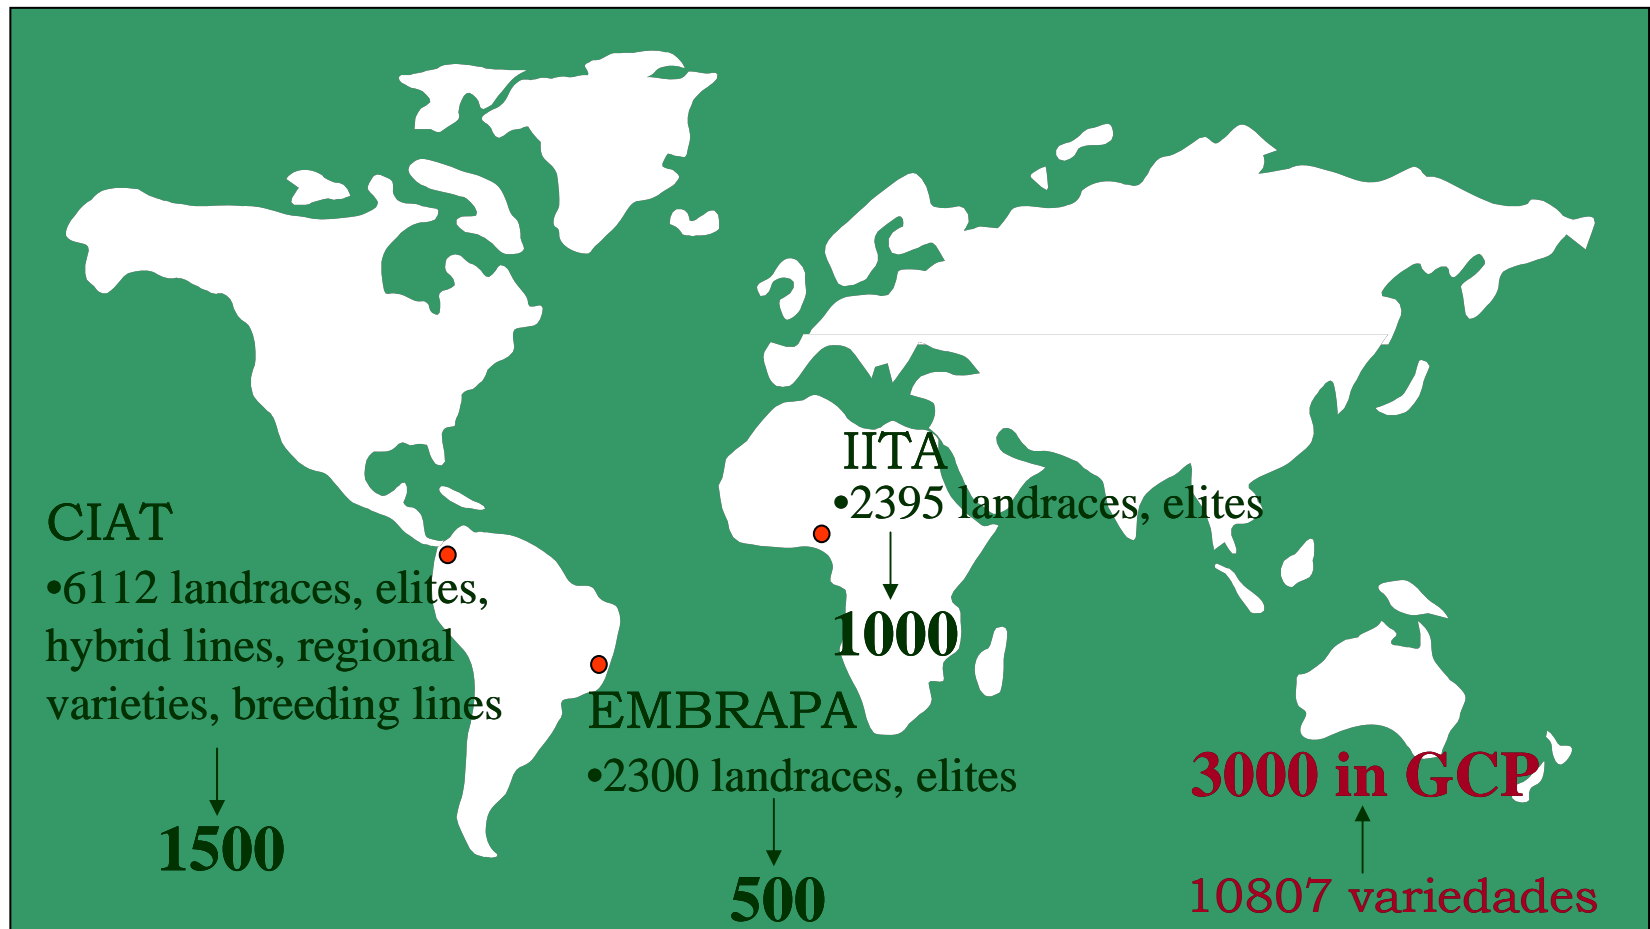 IITA
•2395 landraces, elites
1000
CIAT
•6112 landraces, elites,
hybrid lines, regional
varieties, breeding lines
1500
EMBRAPA
•2300 landraces, elites
500
3000 in GCP
10807 variedades